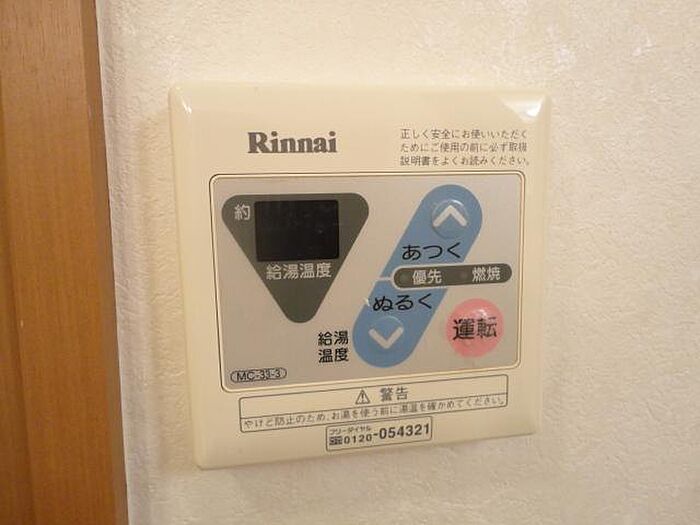 Rinnai
正しく安全にお使いいただく
ためにご使用の前に必ず取扱
説明書をよくお読みください。
約
給湯温度
あつく
優先 燃焼
ぬるく
給湯
温度
運転
MC-33-3
警告
やけど防止のため、お湯を使う前に湯温を確かめてください。
フリーダイヤル
0120-054321